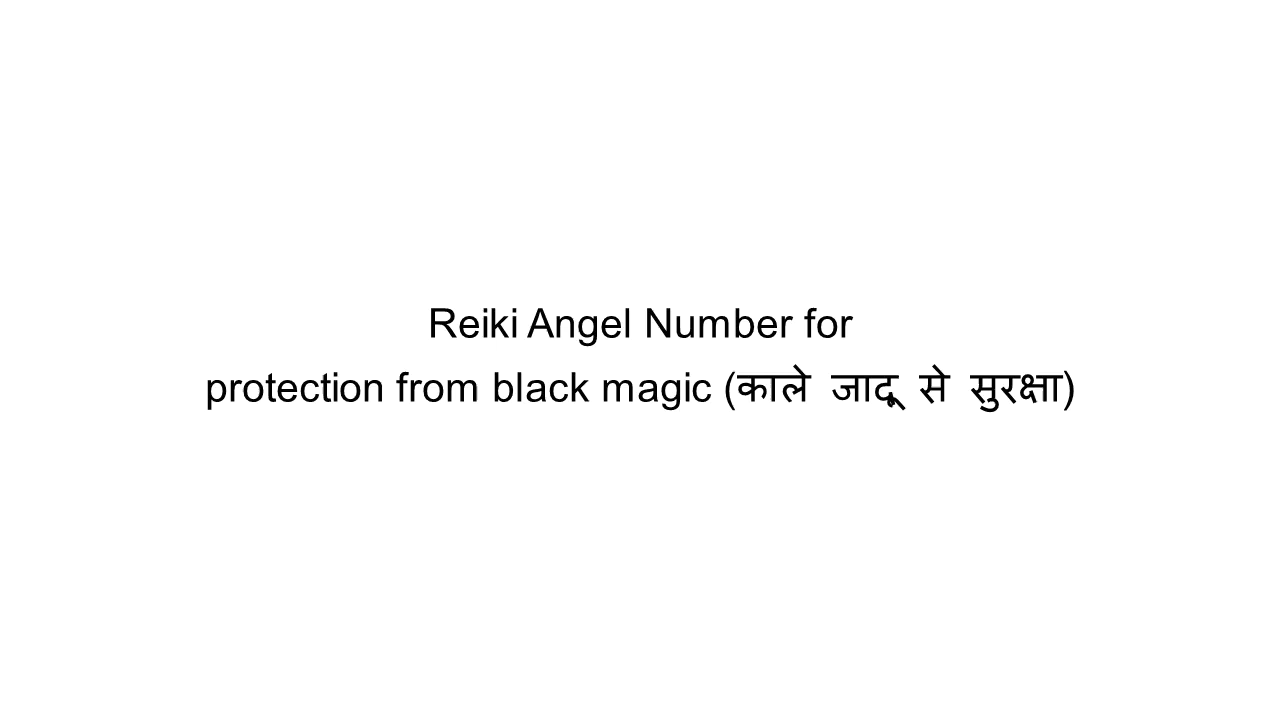 Reiki Angel Number for
protection from black magic (काले जादू से सुरक्षा)